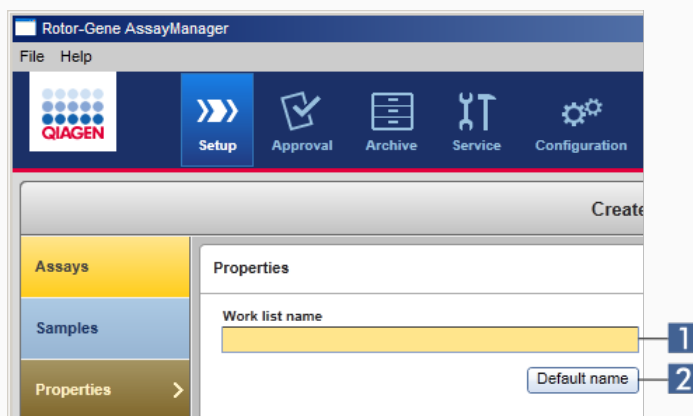 Rotor-Gene AssayManager
File Help
QIAGEN
Setup Approval Archive Service Configuration
Create
Assays
Properties
Work list name
Samples
1
Default name
2
Properties